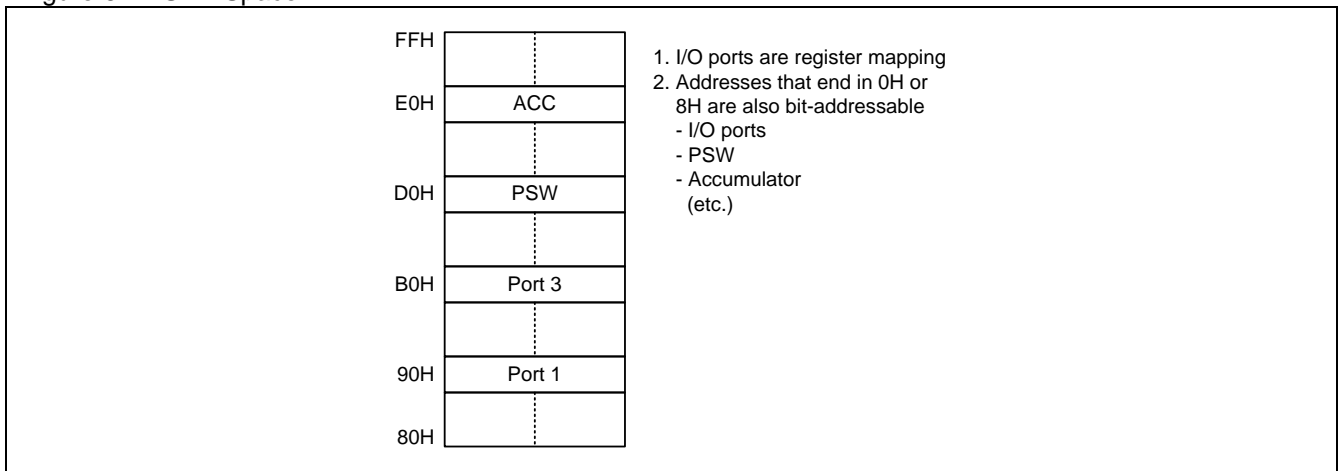 FFH
1. I/O ports are register mapping
2. Addresses that end in 0H or
8H are also bit-addressable
- I/O ports
- PSW
- Accumulator
(etc.)
E0H ACC
D0H PSW
B0H Port 3
90H Port 1
80H